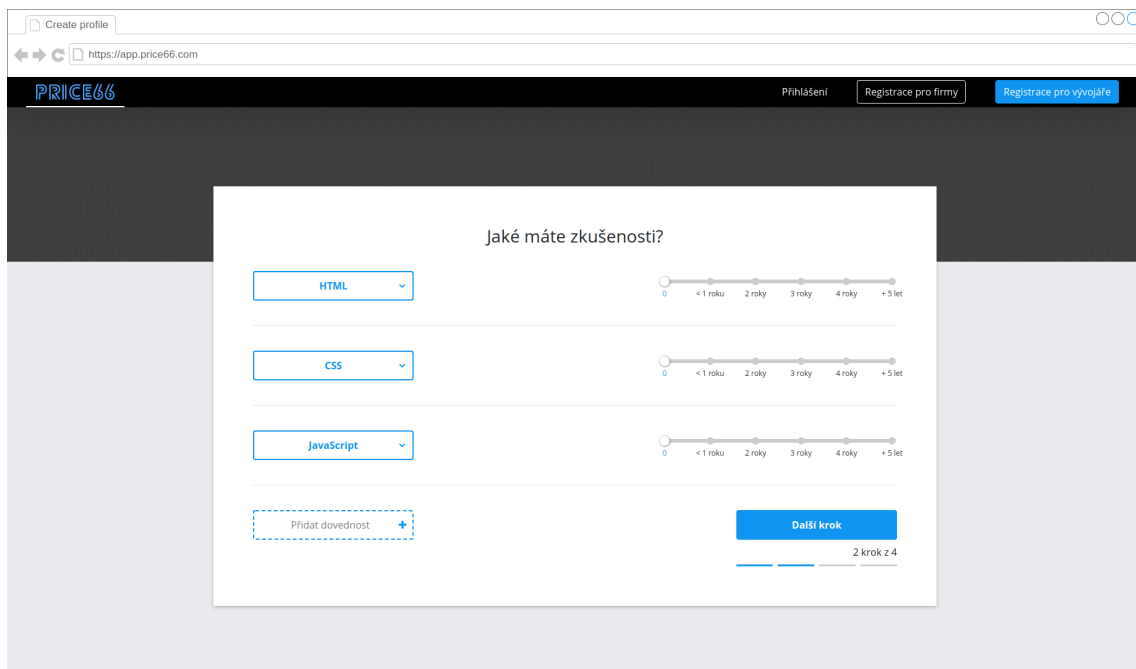 Create profile
https://app.price66.com
PRICE66
Přihlášení
Registrace pro firmy
Registrace pro vývojáře
Jaké máte zkušenosti?
HTML
0 < 1 roku 2 roky 3 roky 4 roky + 5 let
CSS
0 < 1 roku 2 roky 3 roky 4 roky + 5 let
JavaScript
0 < 1 roku 2 roky 3 roky 4 roky + 5 let
Přidat dovednost +
Další krok
2 krok z 4